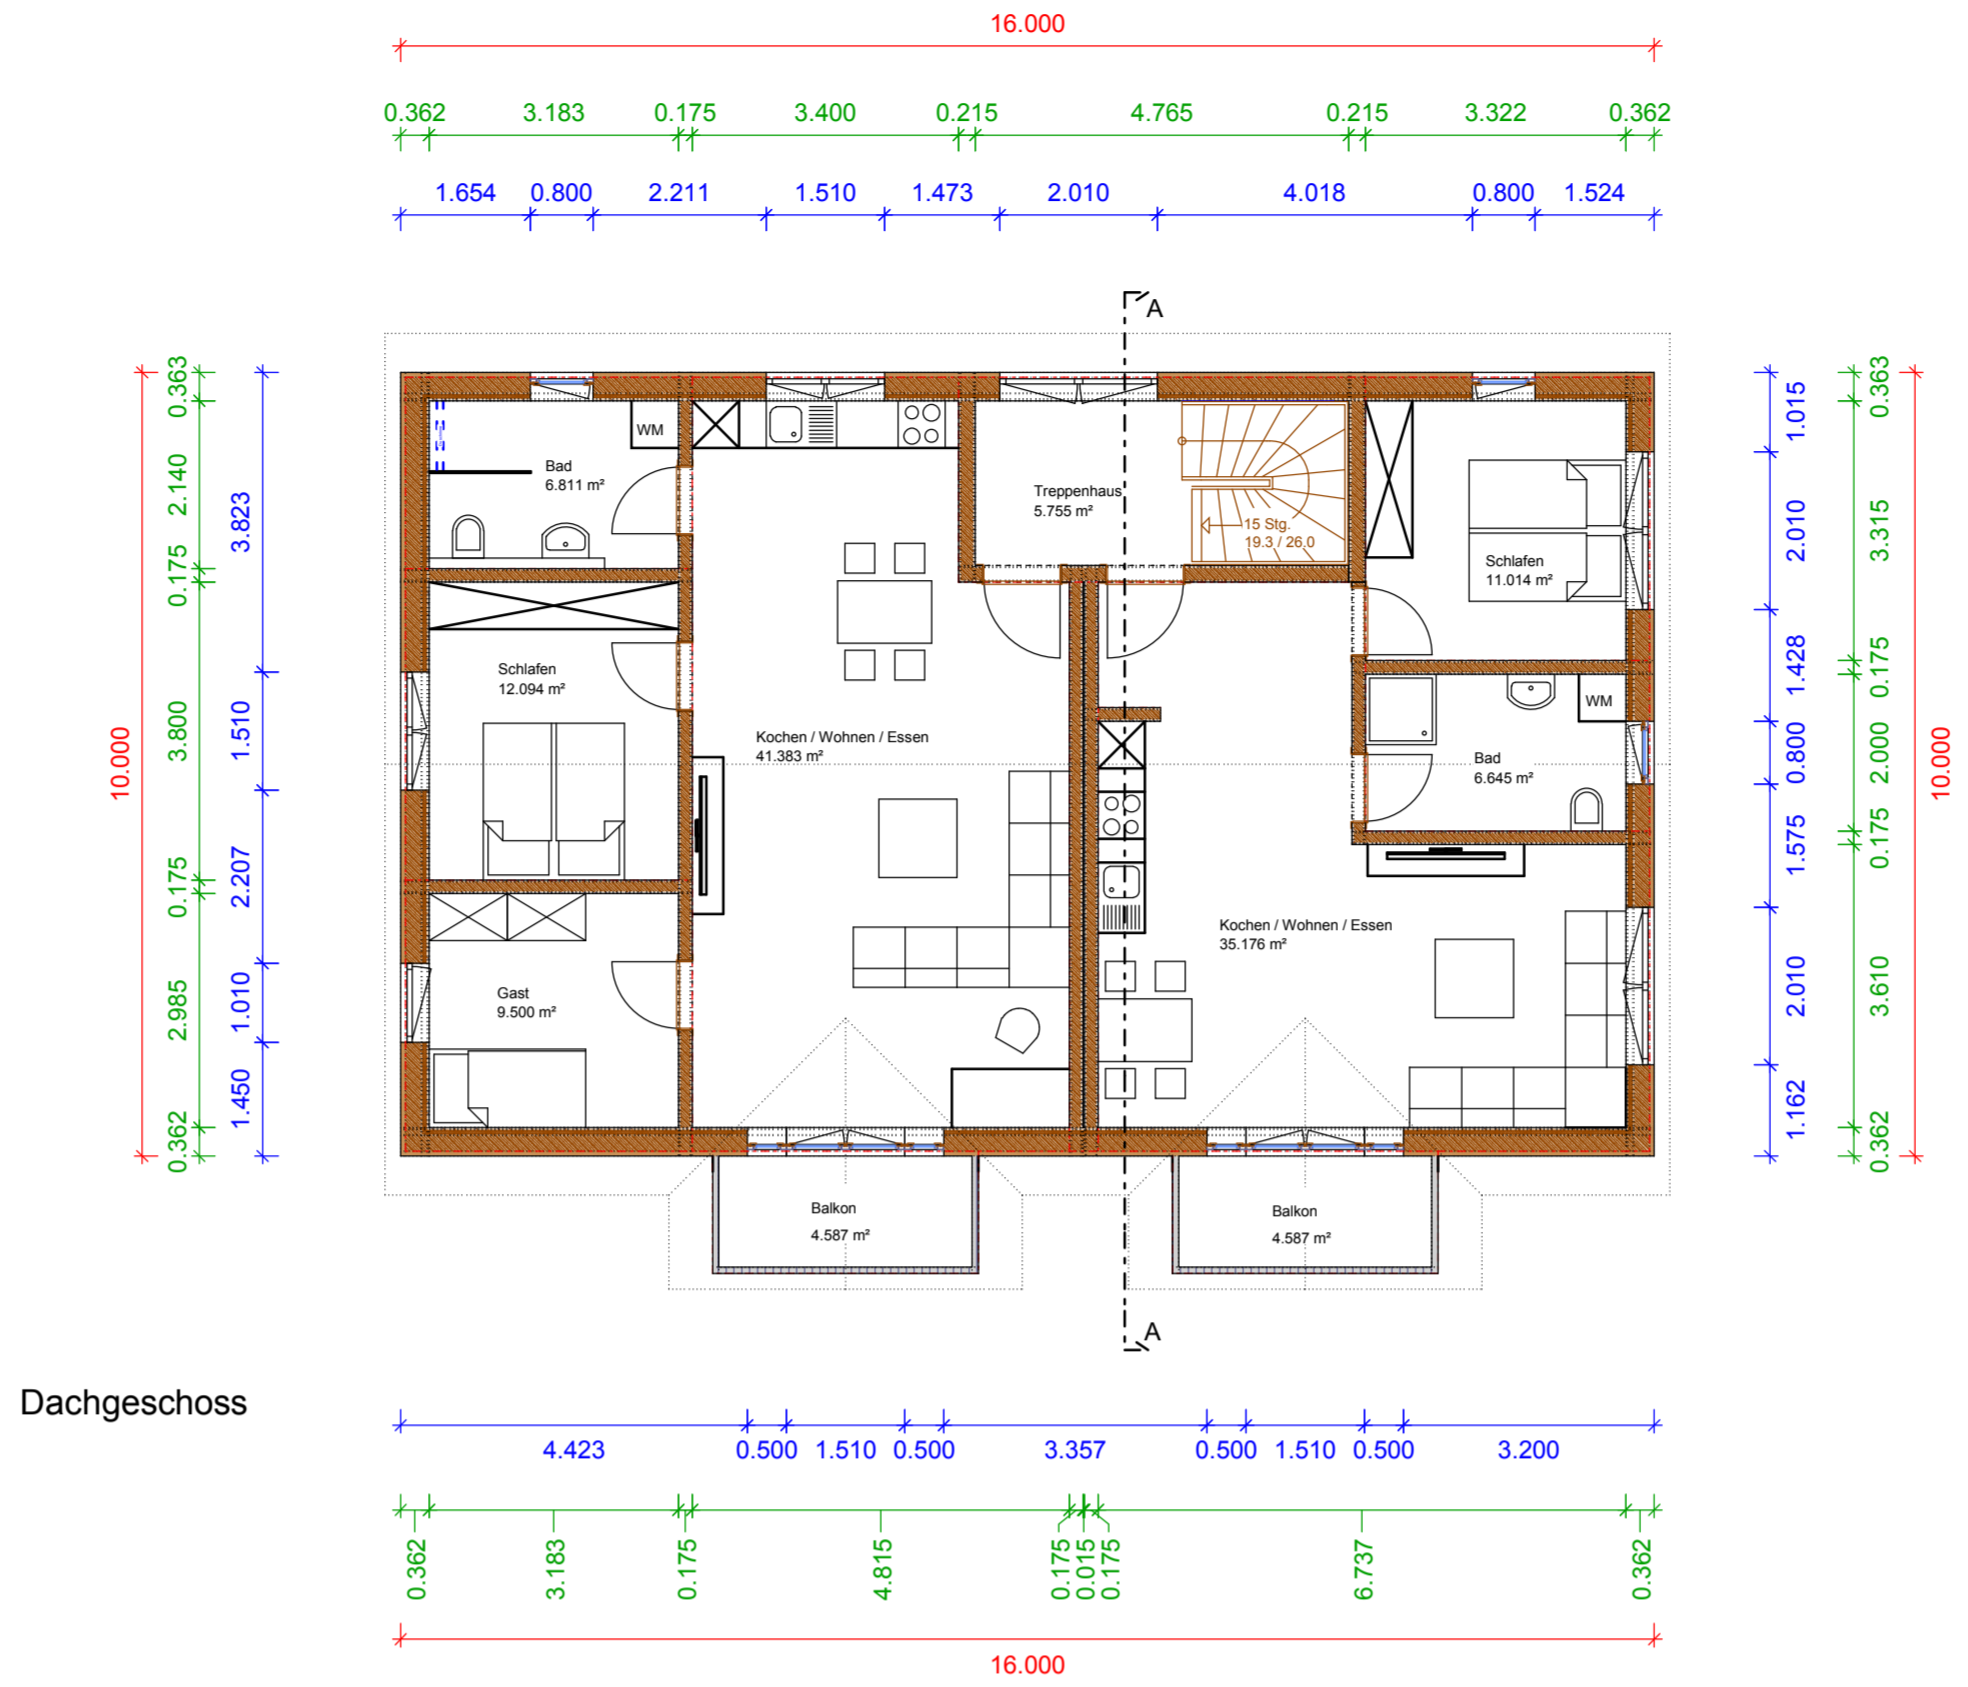 16.000
0.362 3.183 0.175 3.400 0.215 4.765 0.215 3.322 0.362
1.654 0.800 2.211 1.510 1.473 2.010 4.018 0.800 1.524
A
10.000
0.363 2.140 0.175 3.800 0.175 2.985 0.362
3.823 1.510 2.207 1.010 1.450
WM
Bad
6.811 m²
Treppenhaus
5.755 m²
15 Stg.
19.3 / 26.0
Schlafen
11.014 m²
Schlafen
12.094 m²
WM
Kochen / Wohnen / Essen
41.383 m²
Bad
6.645 m²
Kochen / Wohnen / Essen
35.176 m²
Gast
9.500 m²
Balkon
4.587 m²
Balkon
4.587 m²
1.015 2.010 1.428 0.800 1.575 2.010 1.162
0.363 3.315 0.175 2.000 0.175 3.610 0.362
10.000
A
Dachgeschoss
4.423 0.500 1.510 0.500 3.357 0.500 1.510 0.500 3.200
0.362 3.183 0.175 4.815 0.175 0.015 0.175 6.737 0.362
16.000